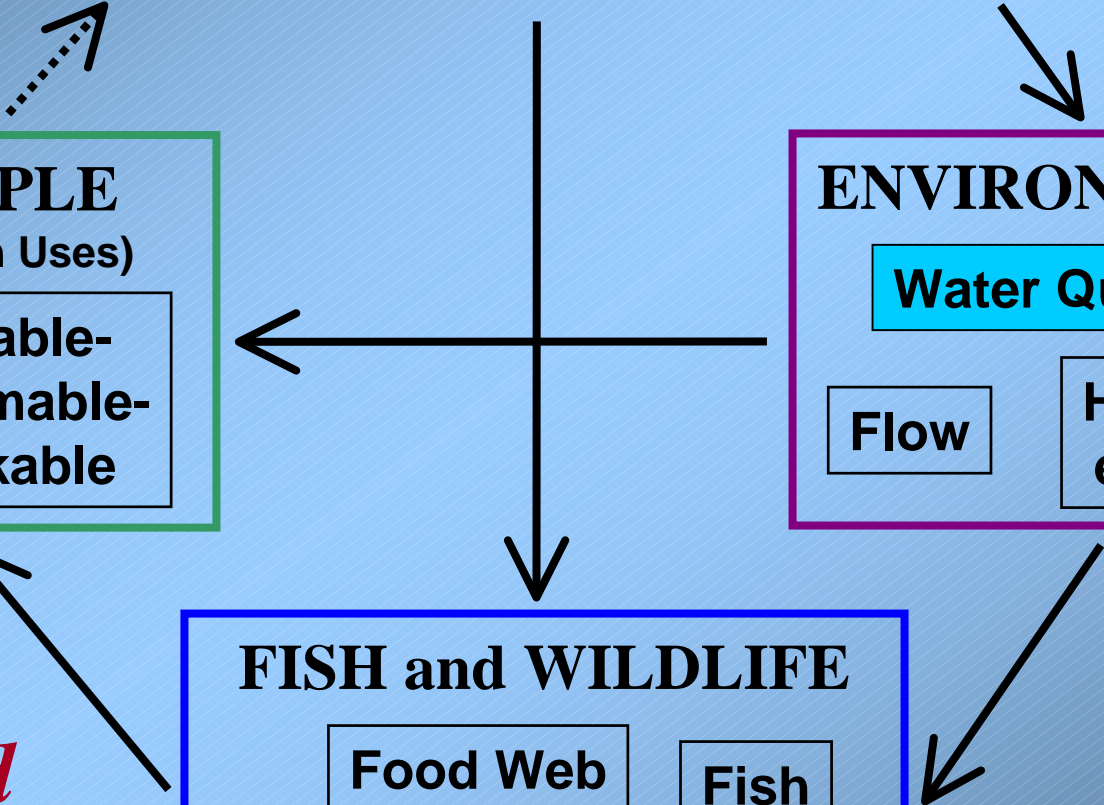 PLE
Uses)
able-
mable-
kable
ENVIRON
Water Qu
Flow
H
e
FISH and WILDLIFE
Food Web
Fish
d